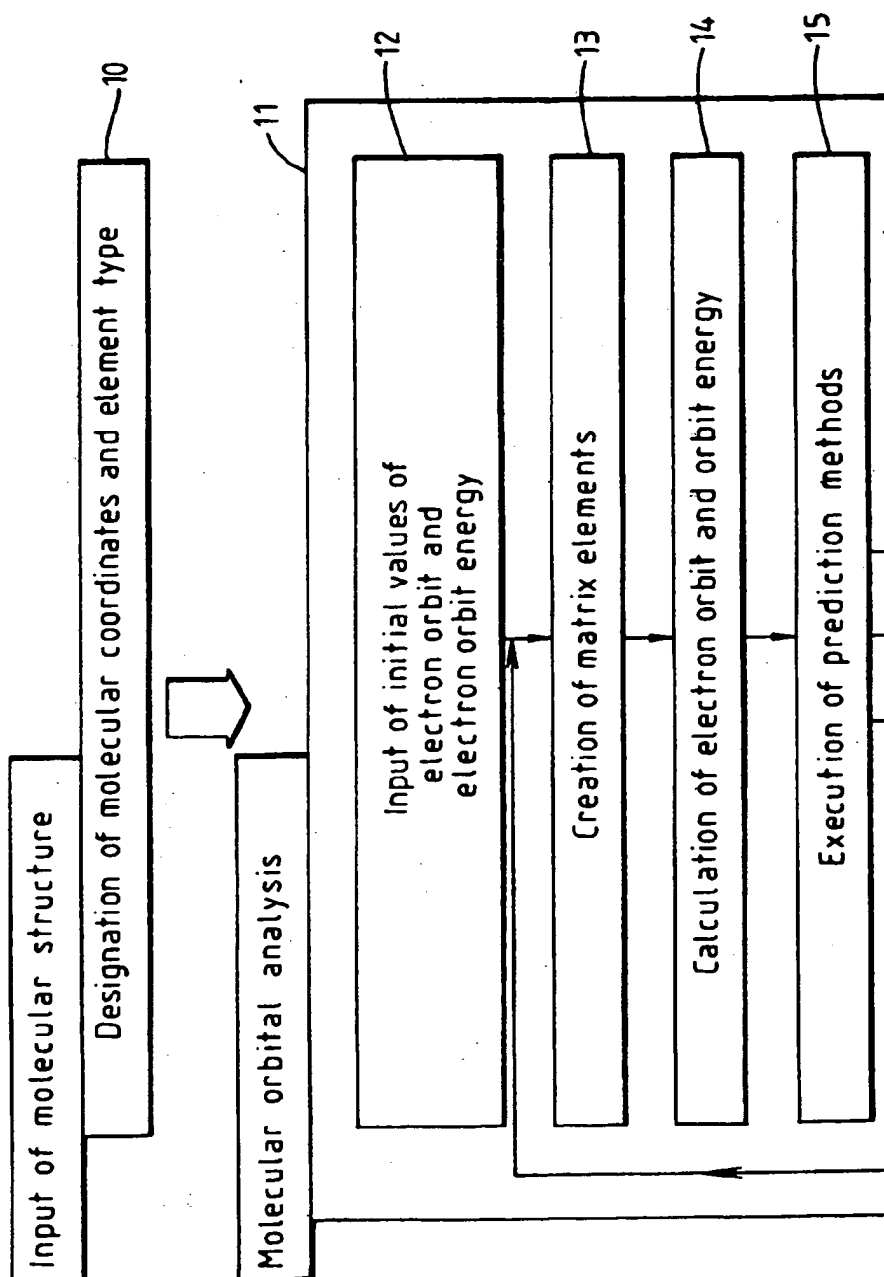 Input of molecular structure
Designation of molecular coordinates and element type
10
Molecular orbital analysis
11
Input of initial values of
electron orbit and
electron orbit energy
12
Creation of matrix elements
13
Calculation of electron orbit and orbit energy
14
Execution of prediction methods
15